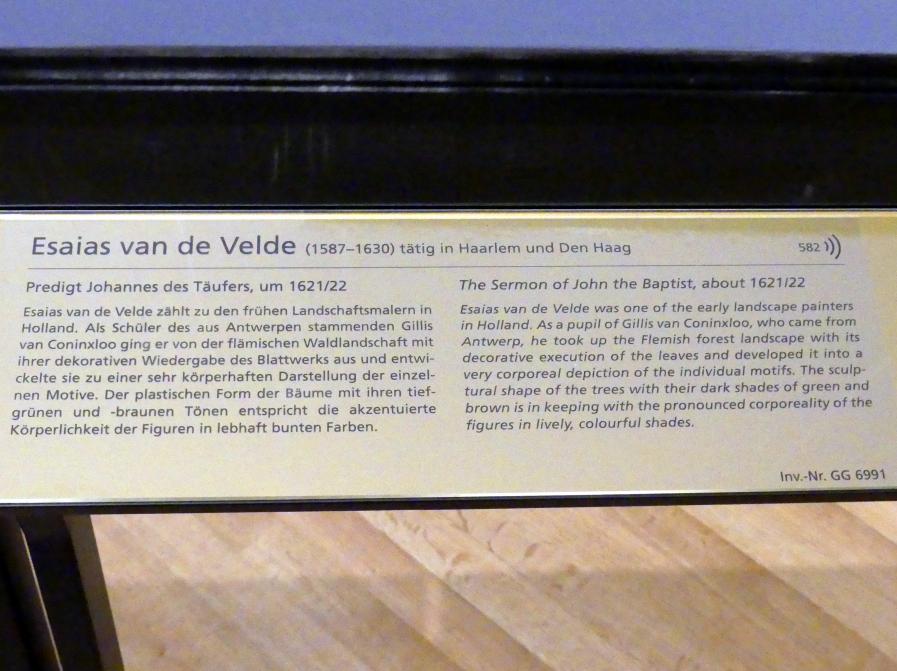 Esaias van de Velde (1587–1630) tätig in Haarlem und Den Haag 582
Predigt Johannes des Täufers, um 1621/22
Esaias van de Velde zählt zu den frühen Landschaftsmalern in
Holland. Als Schüler des aus Antwerpen stammenden Gillis
van Coninxloo ging er von der flämischen Waldlandschaft mit
ihrer dekorativen Wiedergabe des Blattwerks aus und entwi-
ckelte sie zu einer sehr körperhaften Darstellung der einzel-
nen Motive. Der plastischen Form der Bäume mit ihren tief-
grünen und -braunen Tönen entspricht die akzentuierte
Körperlichkeit der Figuren in lebhaft bunten Farben.
The Sermon of John the Baptist, about 1621/22
Esaias van de Velde was one of the early landscape painters
in Holland. As a pupil of Gillis van Coninxloo, who came from
Antwerp, he took up the Flemish forest landscape with its
decorative execution of the leaves and developed it into a
very corporeal depiction of the individual motifs. The sculp-
tural shape of the trees with their dark shades of green and
brown is in keeping with the pronounced corporeality of the
figures in lively, colourful shades.
Inv.-Nr. GG 6991